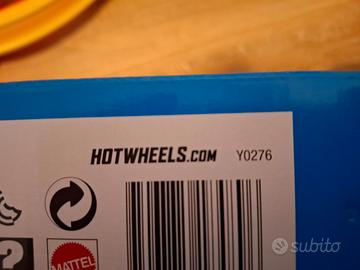 HOTWHEELS.COM Y0276
?
MATTEL
subito